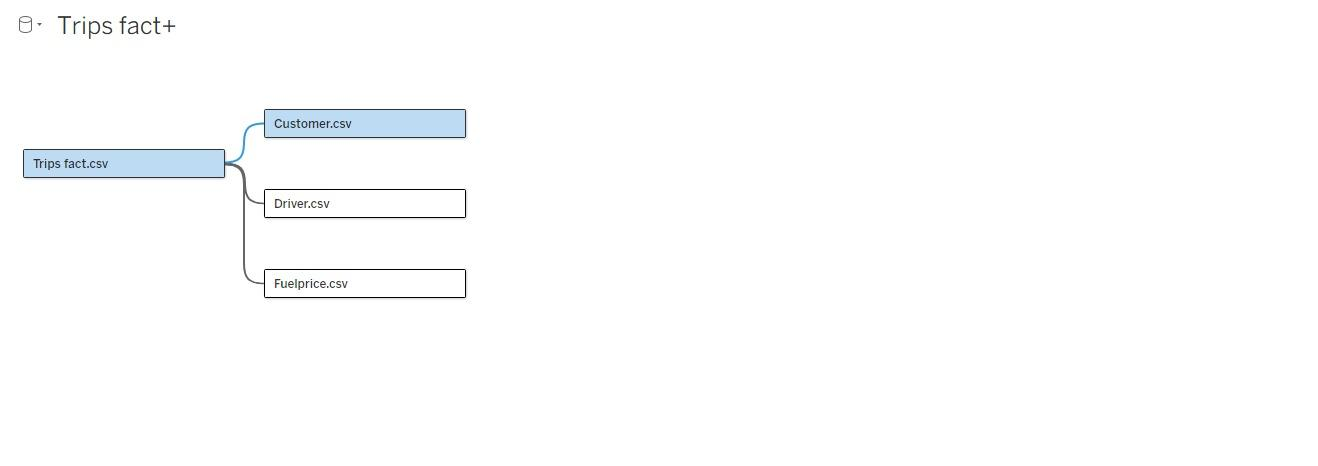 Trips fact+
Customer.csv
Trips fact.csv
Driver.csv
Fuelprice.csv